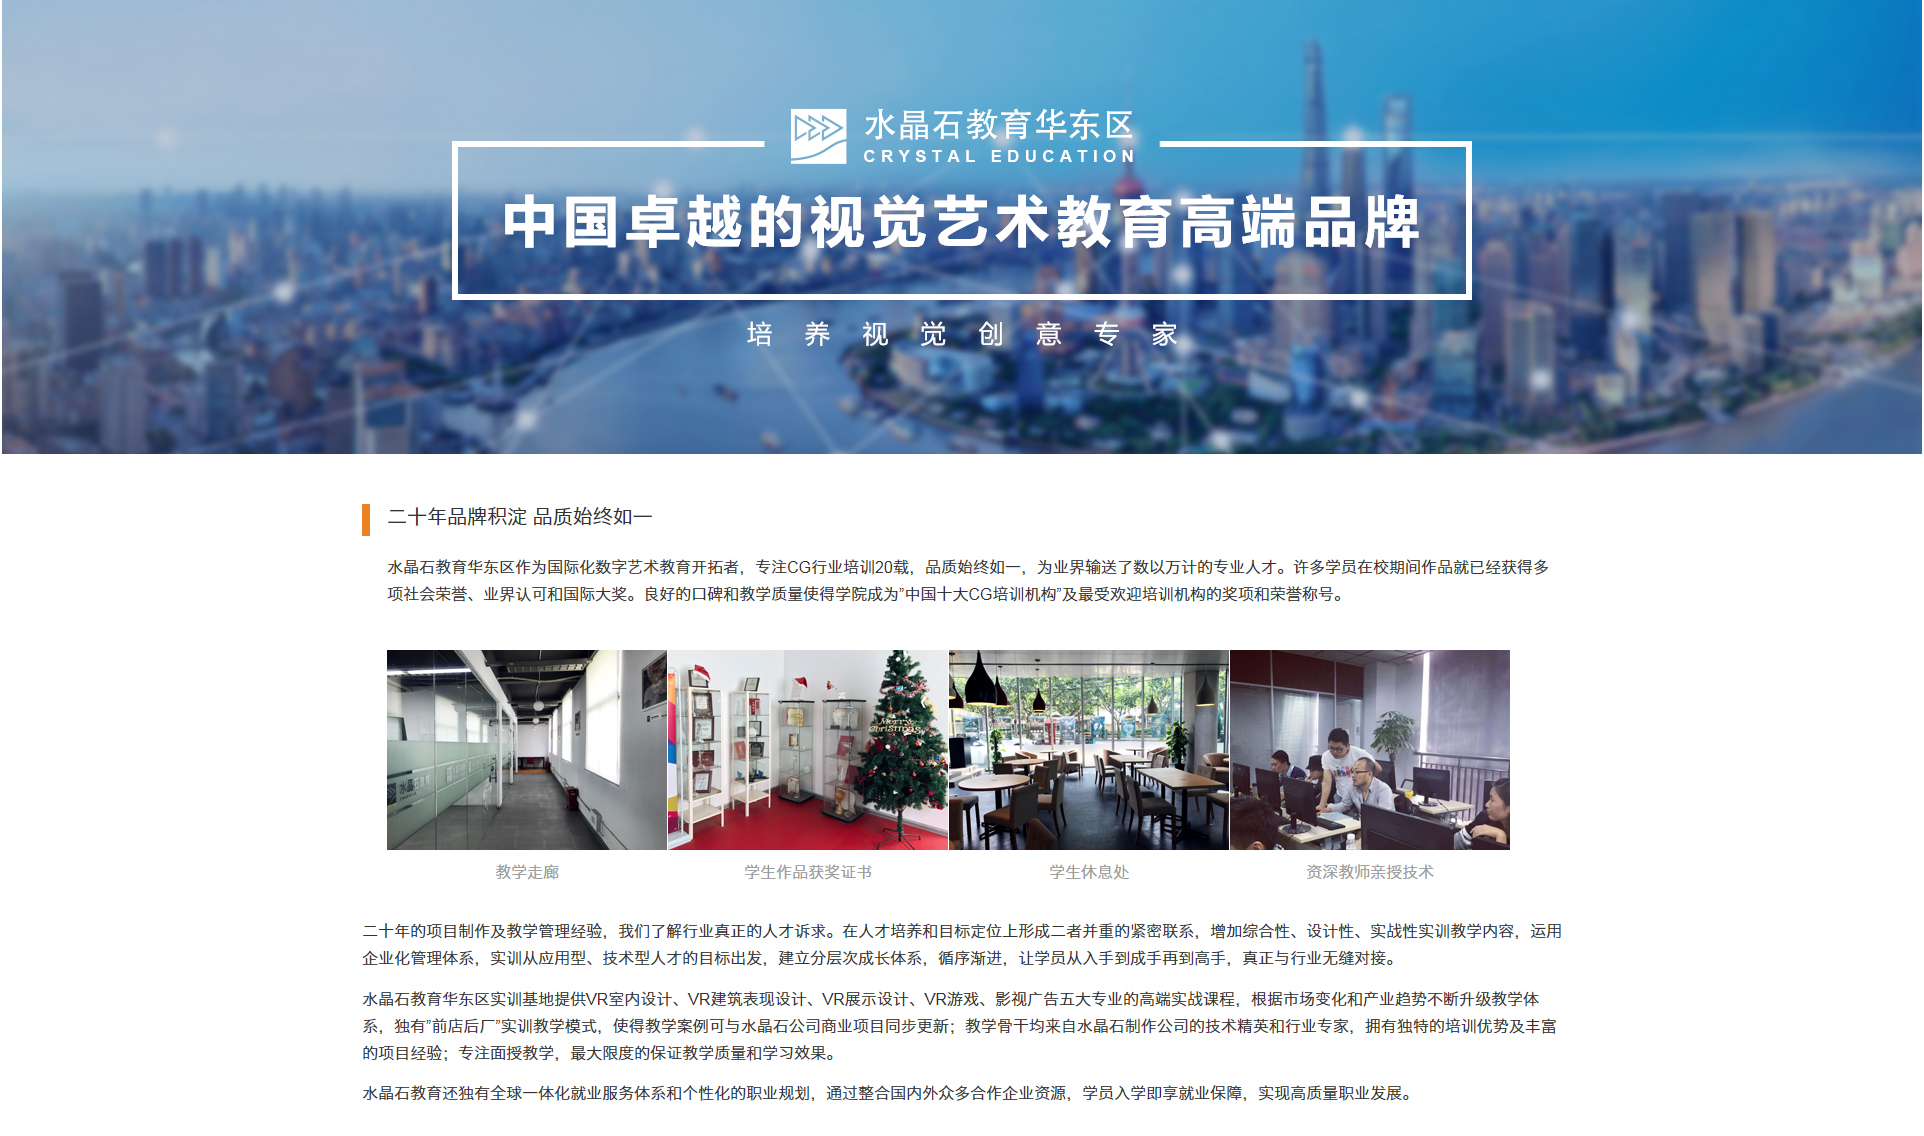 水晶石教育华东区
CRYSTAL EDUCATION
中国卓越的视觉艺术教育高端品牌
培养视觉创意专家
二十年品牌积淀 品质始终如一
水晶石教育华东区作为国际化数字艺术教育开拓者，专注CG行业培训20载，品质始终如一，为业界输送了数以万计的专业人才。许多学员在校期间作品就已经获得多
项社会荣誉、业界认可和国际大奖。良好的口碑和教学质量使得学院成为”中国十大CG培训机构”及最受欢迎培训机构的奖项和荣誉称号。
水晶石
Merry
Christmas
教学走廊
学生作品获奖证书
学生休息处
资深教师亲授技术
二十年的项目制作及教学管理经验，我们了解行业真正的人才诉求。在人才培养和目标定位上形成二者并重的紧密联系，增加综合性、设计性、实战性实训教学内容，运用
企业化管理体系，实训从应用型、技术型人才的目标出发，建立分层次成长体系，循序渐进，让学员从入手到成手再到高手，真正与行业无缝对接。
水晶石教育华东区实训基地提供VR室内设计、VR建筑表现设计、VR展示设计、VR游戏、影视广告五大专业的高端实战课程，根据市场变化和产业趋势不断升级教学体
系，独有”前店后厂”实训教学模式，使得教学案例可与水晶石公司商业项目同步更新；教学骨干均来自水晶石制作公司的技术精英和行业专家，拥有独特的培训优势及丰富
的项目经验；专注面授教学，最大限度的保证教学质量和学习效果。
水晶石教育还独有全球一体化就业服务体系和个性化的职业规划，通过整合国内外众多合作企业资源，学员入学即享就业保障，实现高质量职业发展。